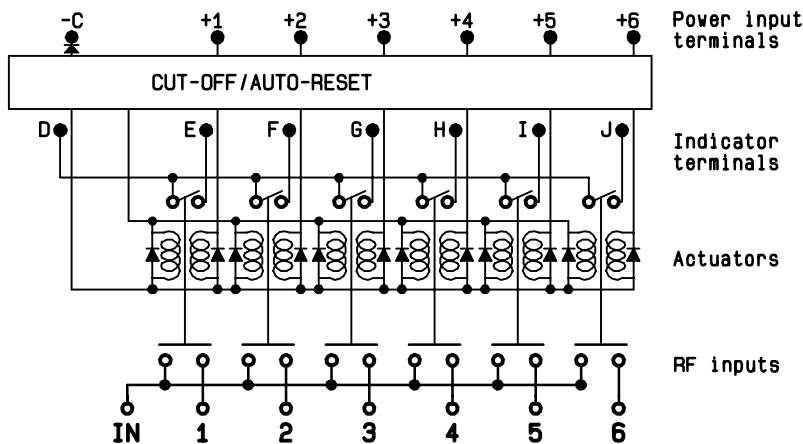 -C +1 +2 +3 +4 +5 +6 Power input
terminals
CUT-OFF/AUTO-RESET
D E F G H I J Indicator
terminals
Actuators
RF inputs
IN 1 2 3 4 5 6